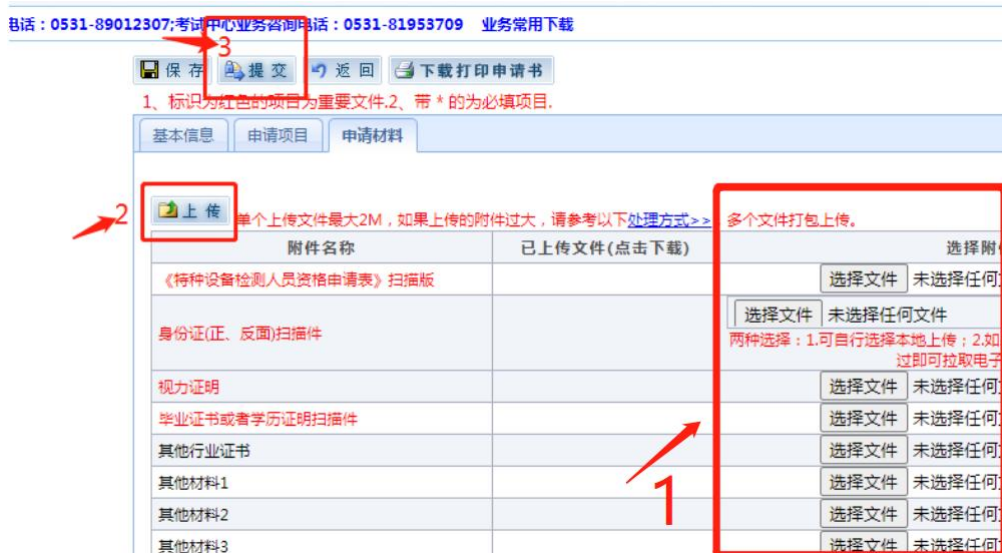 电话：0531-89012307;考试中心业务咨询电话：0531-81953709 业务常用下载
3
保存 提交 返回 下载打印申请书
1、标识为红色的项目为重要文件.2、带 * 的为必填项目.
基本信息 申请项目 申请材料
2 上传 单个上传文件最大2M，如果上传的附件过大，请参考以下处理方式>> 多个文件打包上传。
附件名称 已上传文件(点击下载) 选择附
《特种设备检测人员资格申请表》扫描版 选择文件 未选择任何
身份证(正、反面)扫描件 选择文件 未选择任何文件
两种选择：1.可自行选择本地上传；2.如
过即可拉取电子
视力证明 选择文件 未选择任何
毕业证书或者学历证明扫描件 选择文件 未选择任何
其他行业证书 选择文件 未选择任何
其他材料1 选择文件 未选择任何
1
其他材料2 选择文件 未选择任何
其他材料3 选择文件 未选择任何